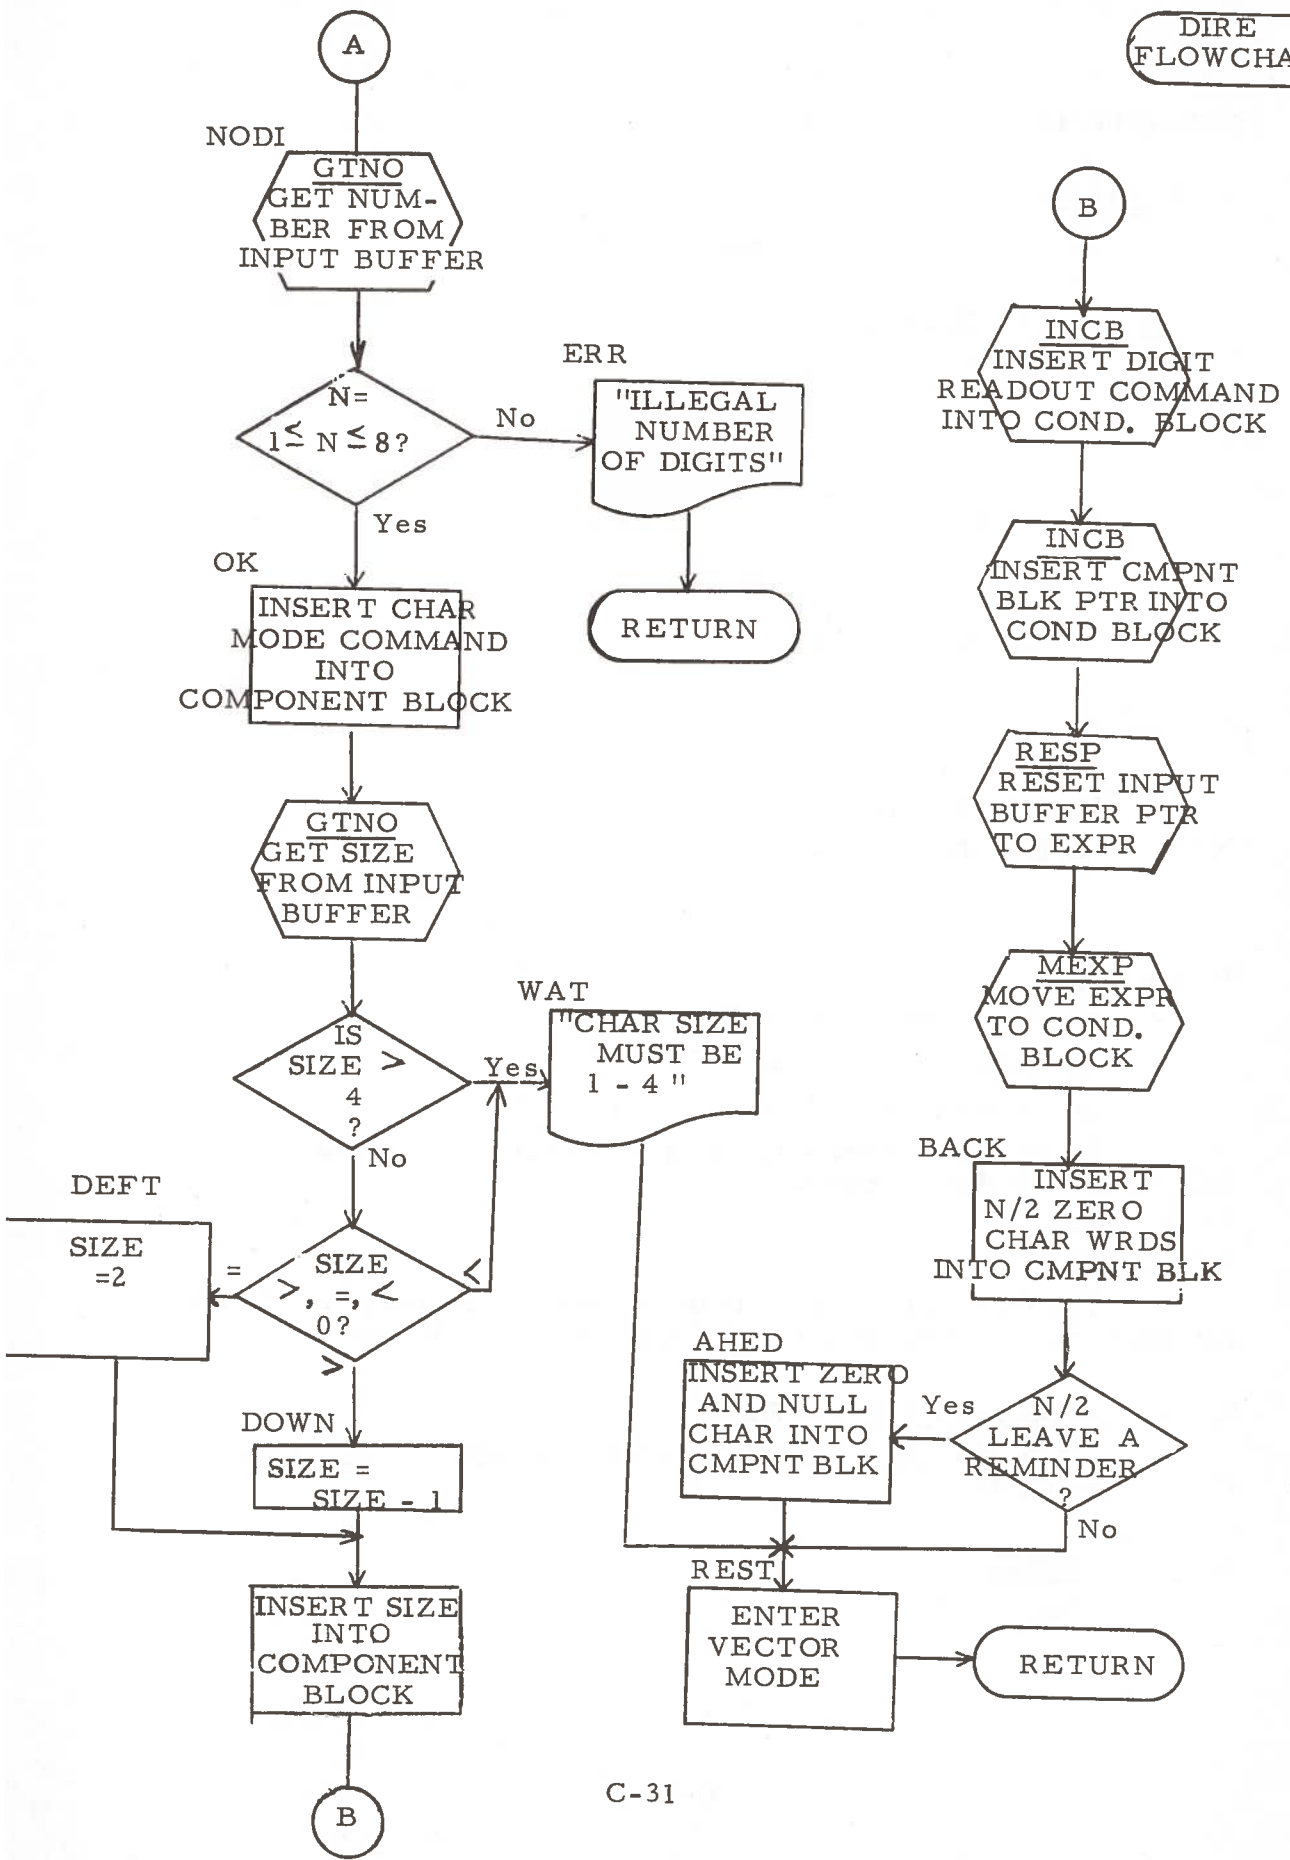 A
DIRE
FLOWCHA
NODI
GTNO
GET NUM-
BER FROM
INPUT BUFFER
N=
1 ≤ N ≤ 8?
No
Yes
ERR
"ILLEGAL
NUMBER
OF DIGITS"
RETURN
OK
INSERT CHAR
MODE COMMAND
INTO
COMPONENT BLOCK
GTNO
GET SIZE
FROM INPUT
BUFFER
IS
SIZE >
4
?
Yes
No
WAT
"CHAR SIZE
MUST BE
1 - 4 "
DEFT
SIZE
=2
=
SIZE
>, =, <
0?
<
>
DOWN
SIZE =
SIZE - 1
INSERT SIZE
INTO
COMPONENT
BLOCK
B
B
INCB
INSERT DIGIT
READOUT COMMAND
INTO COND. BLOCK
INCB
INSERT CMPNT
BLK PTR INTO
COND BLOCK
RESP
RESET INPUT
BUFFER PTR
TO EXPR
MEXP
MOVE EXPR
TO COND.
BLOCK
BACK
INSERT
N/2 ZERO
CHAR WRDS
INTO CMPNT BLK
N/2
LEAVE A
REMINDER
?
Yes
No
AHED
INSERT ZERO
AND NULL
CHAR INTO
CMPNT BLK
REST
ENTER
VECTOR
MODE
RETURN
C-31